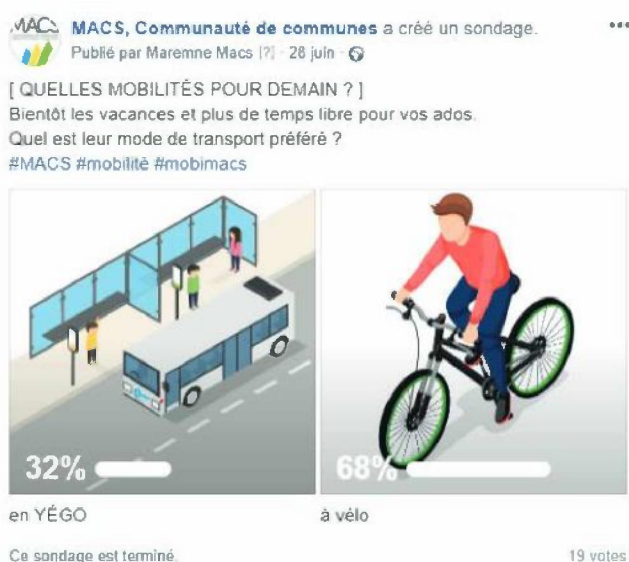 MACS
MACS, Communauté de communes a créé un sondage.
Publié par Maremne Macs [?] · 28 juin ·
[ QUELLES MOBILITÉS POUR DEMAIN ? ]
Bientôt les vacances et plus de temps libre pour vos ados.
Quel est leur mode de transport préféré ?
#MACS #mobilité #mobimacs
32%
68%
en YÉGO
à vélo
Ce sondage est terminé.
19 votes